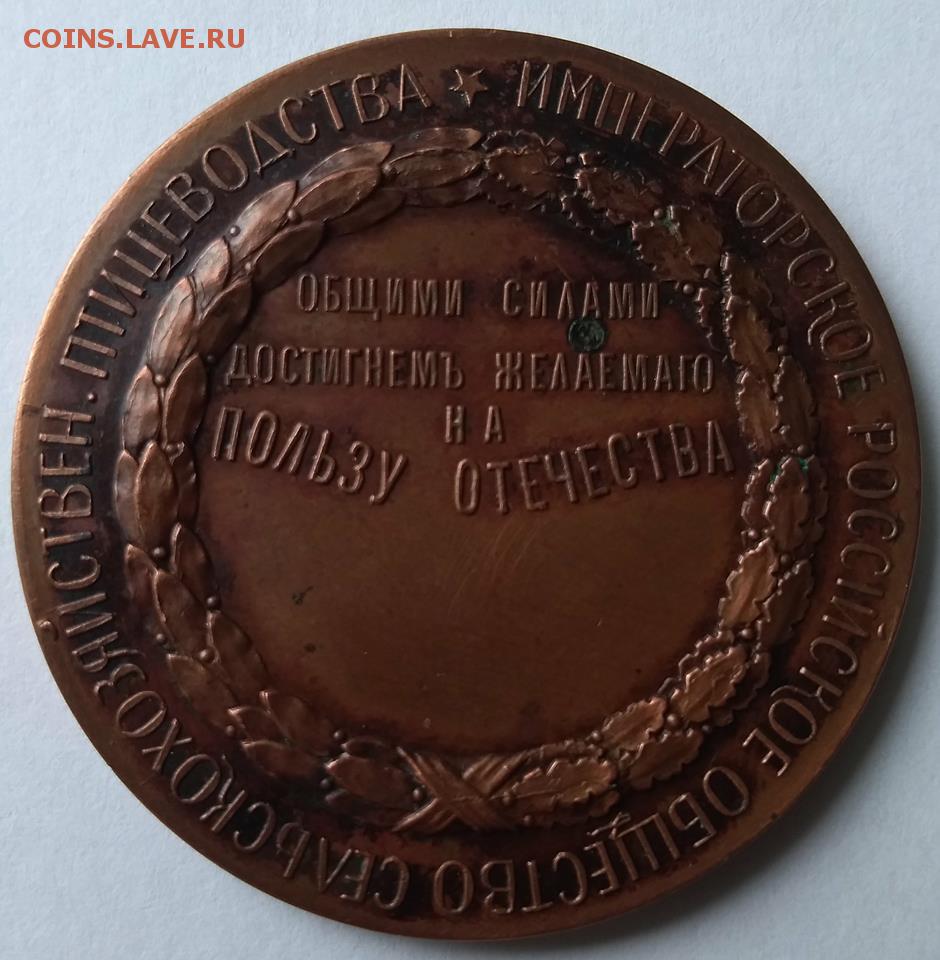 COINS.LAVE.RU
ИМПЕРАТОРСКОЕ РОССІЙСКОЕ ОБЩЕСТВО СЕЛЬСКОХОЗЯЙСТВЕН. ПТИЦЕВОДСТВА
ОБЩИМИ СИЛАМИ
ДОСТИГНЕМЪ ЖЕЛАЕМАГО
НА
ПОЛЬЗУ ОТЕЧЕСТВА